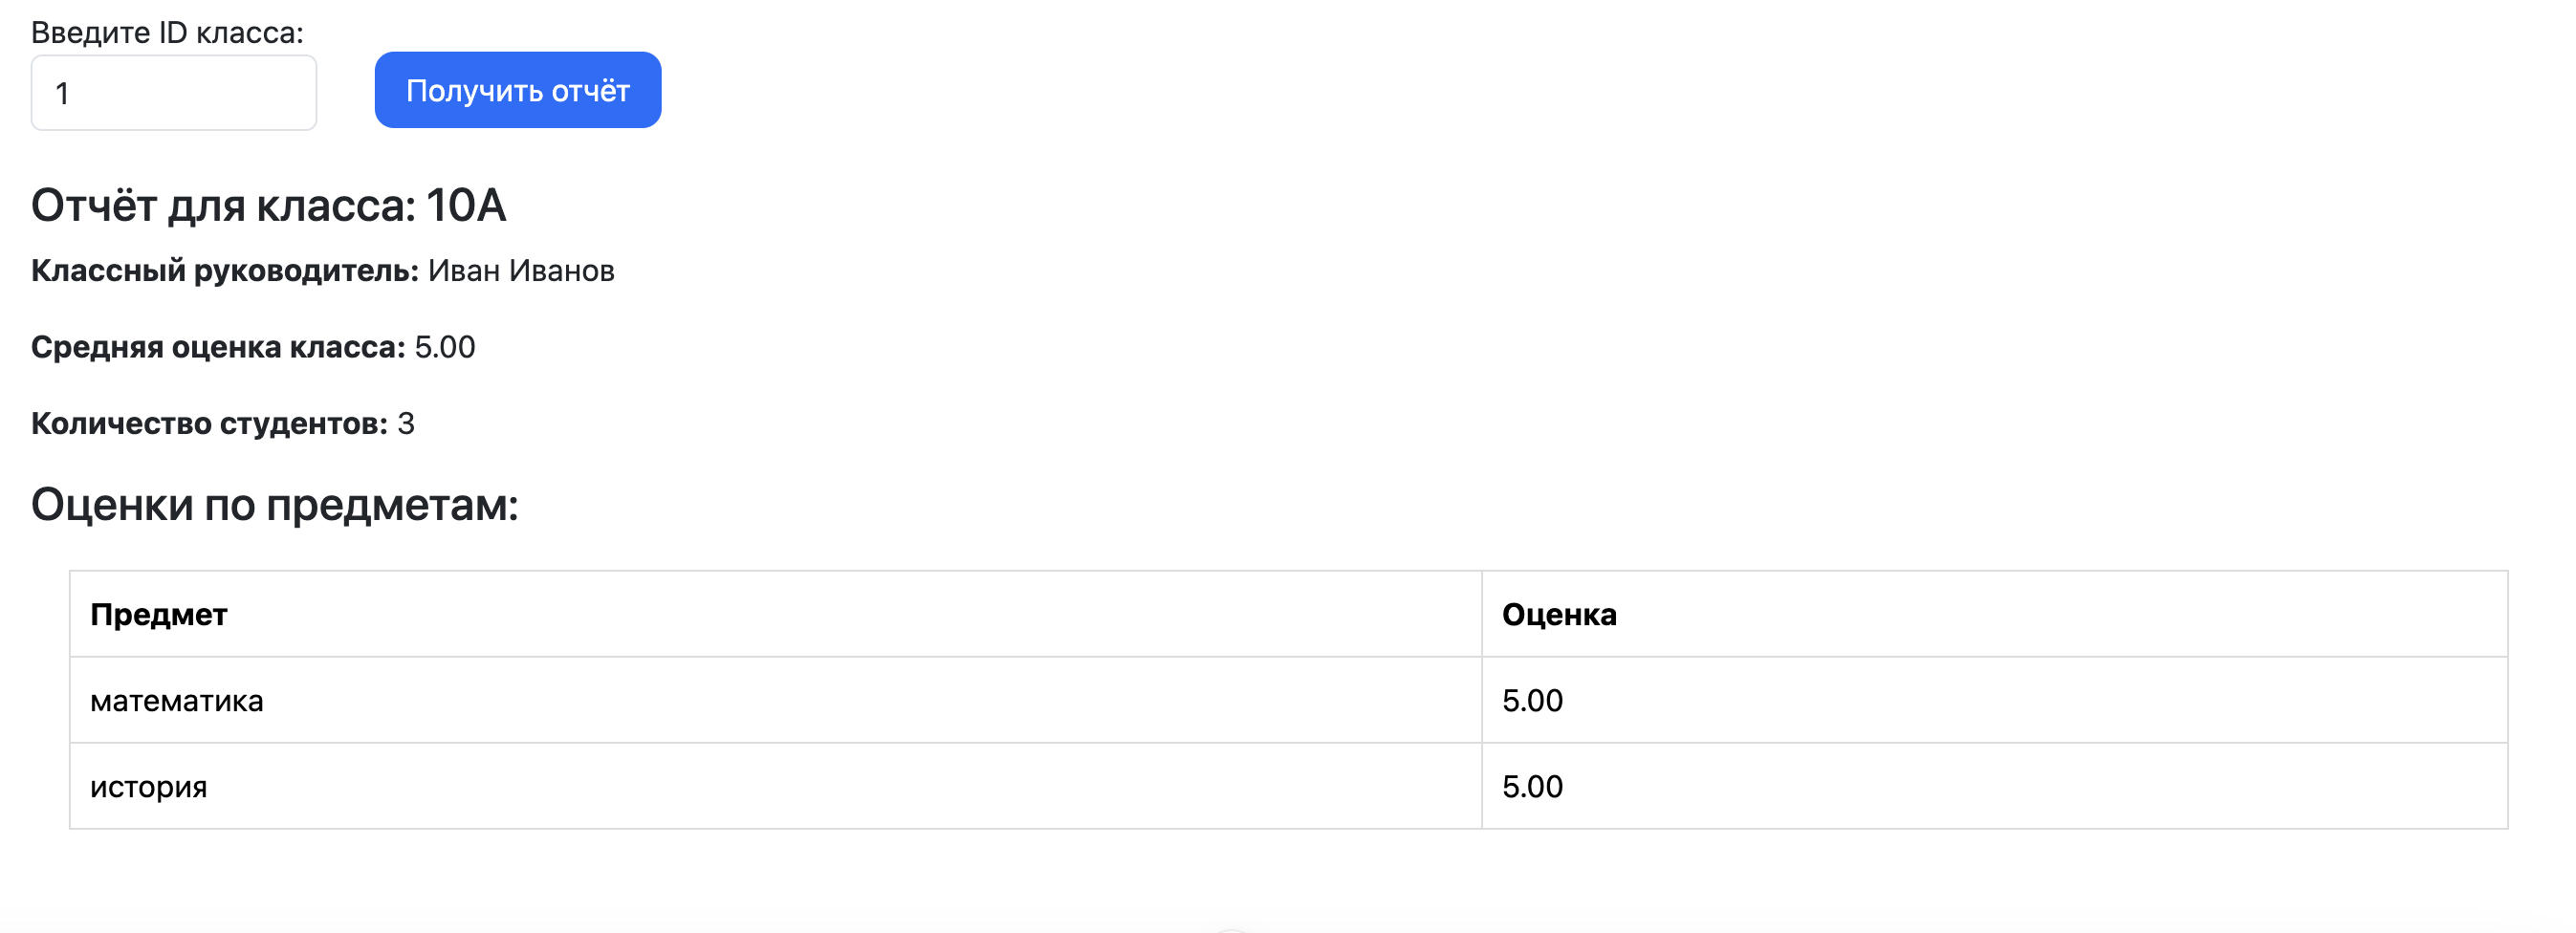 Введите ID класса:
1
Получить отчёт
Отчёт для класса: 10А
Классный руководитель: Иван Иванов
Средняя оценка класса: 5.00
Количество студентов: 3
Оценки по предметам:
Предмет Оценка
математика 5.00
история 5.00